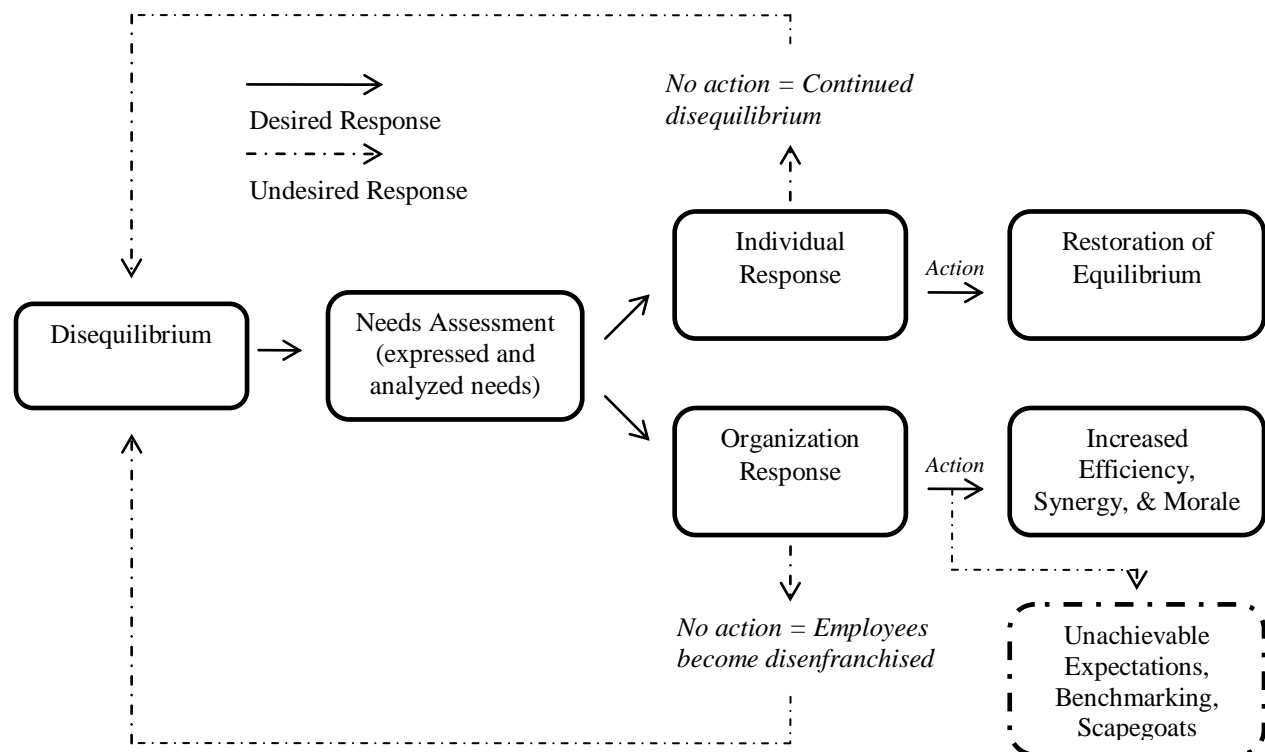 No action = Continued
disequilibrium
Desired Response
Undesired Response
Individual
Response
Action
Restoration of
Equilibrium
Disequilibrium
Needs Assessment
(expressed and
analyzed needs)
Organization
Response
Action
Increased
Efficiency,
Synergy, & Morale
No action = Employees
become disenfranchised
Unachievable
Expectations,
Benchmarking,
Scapegoats